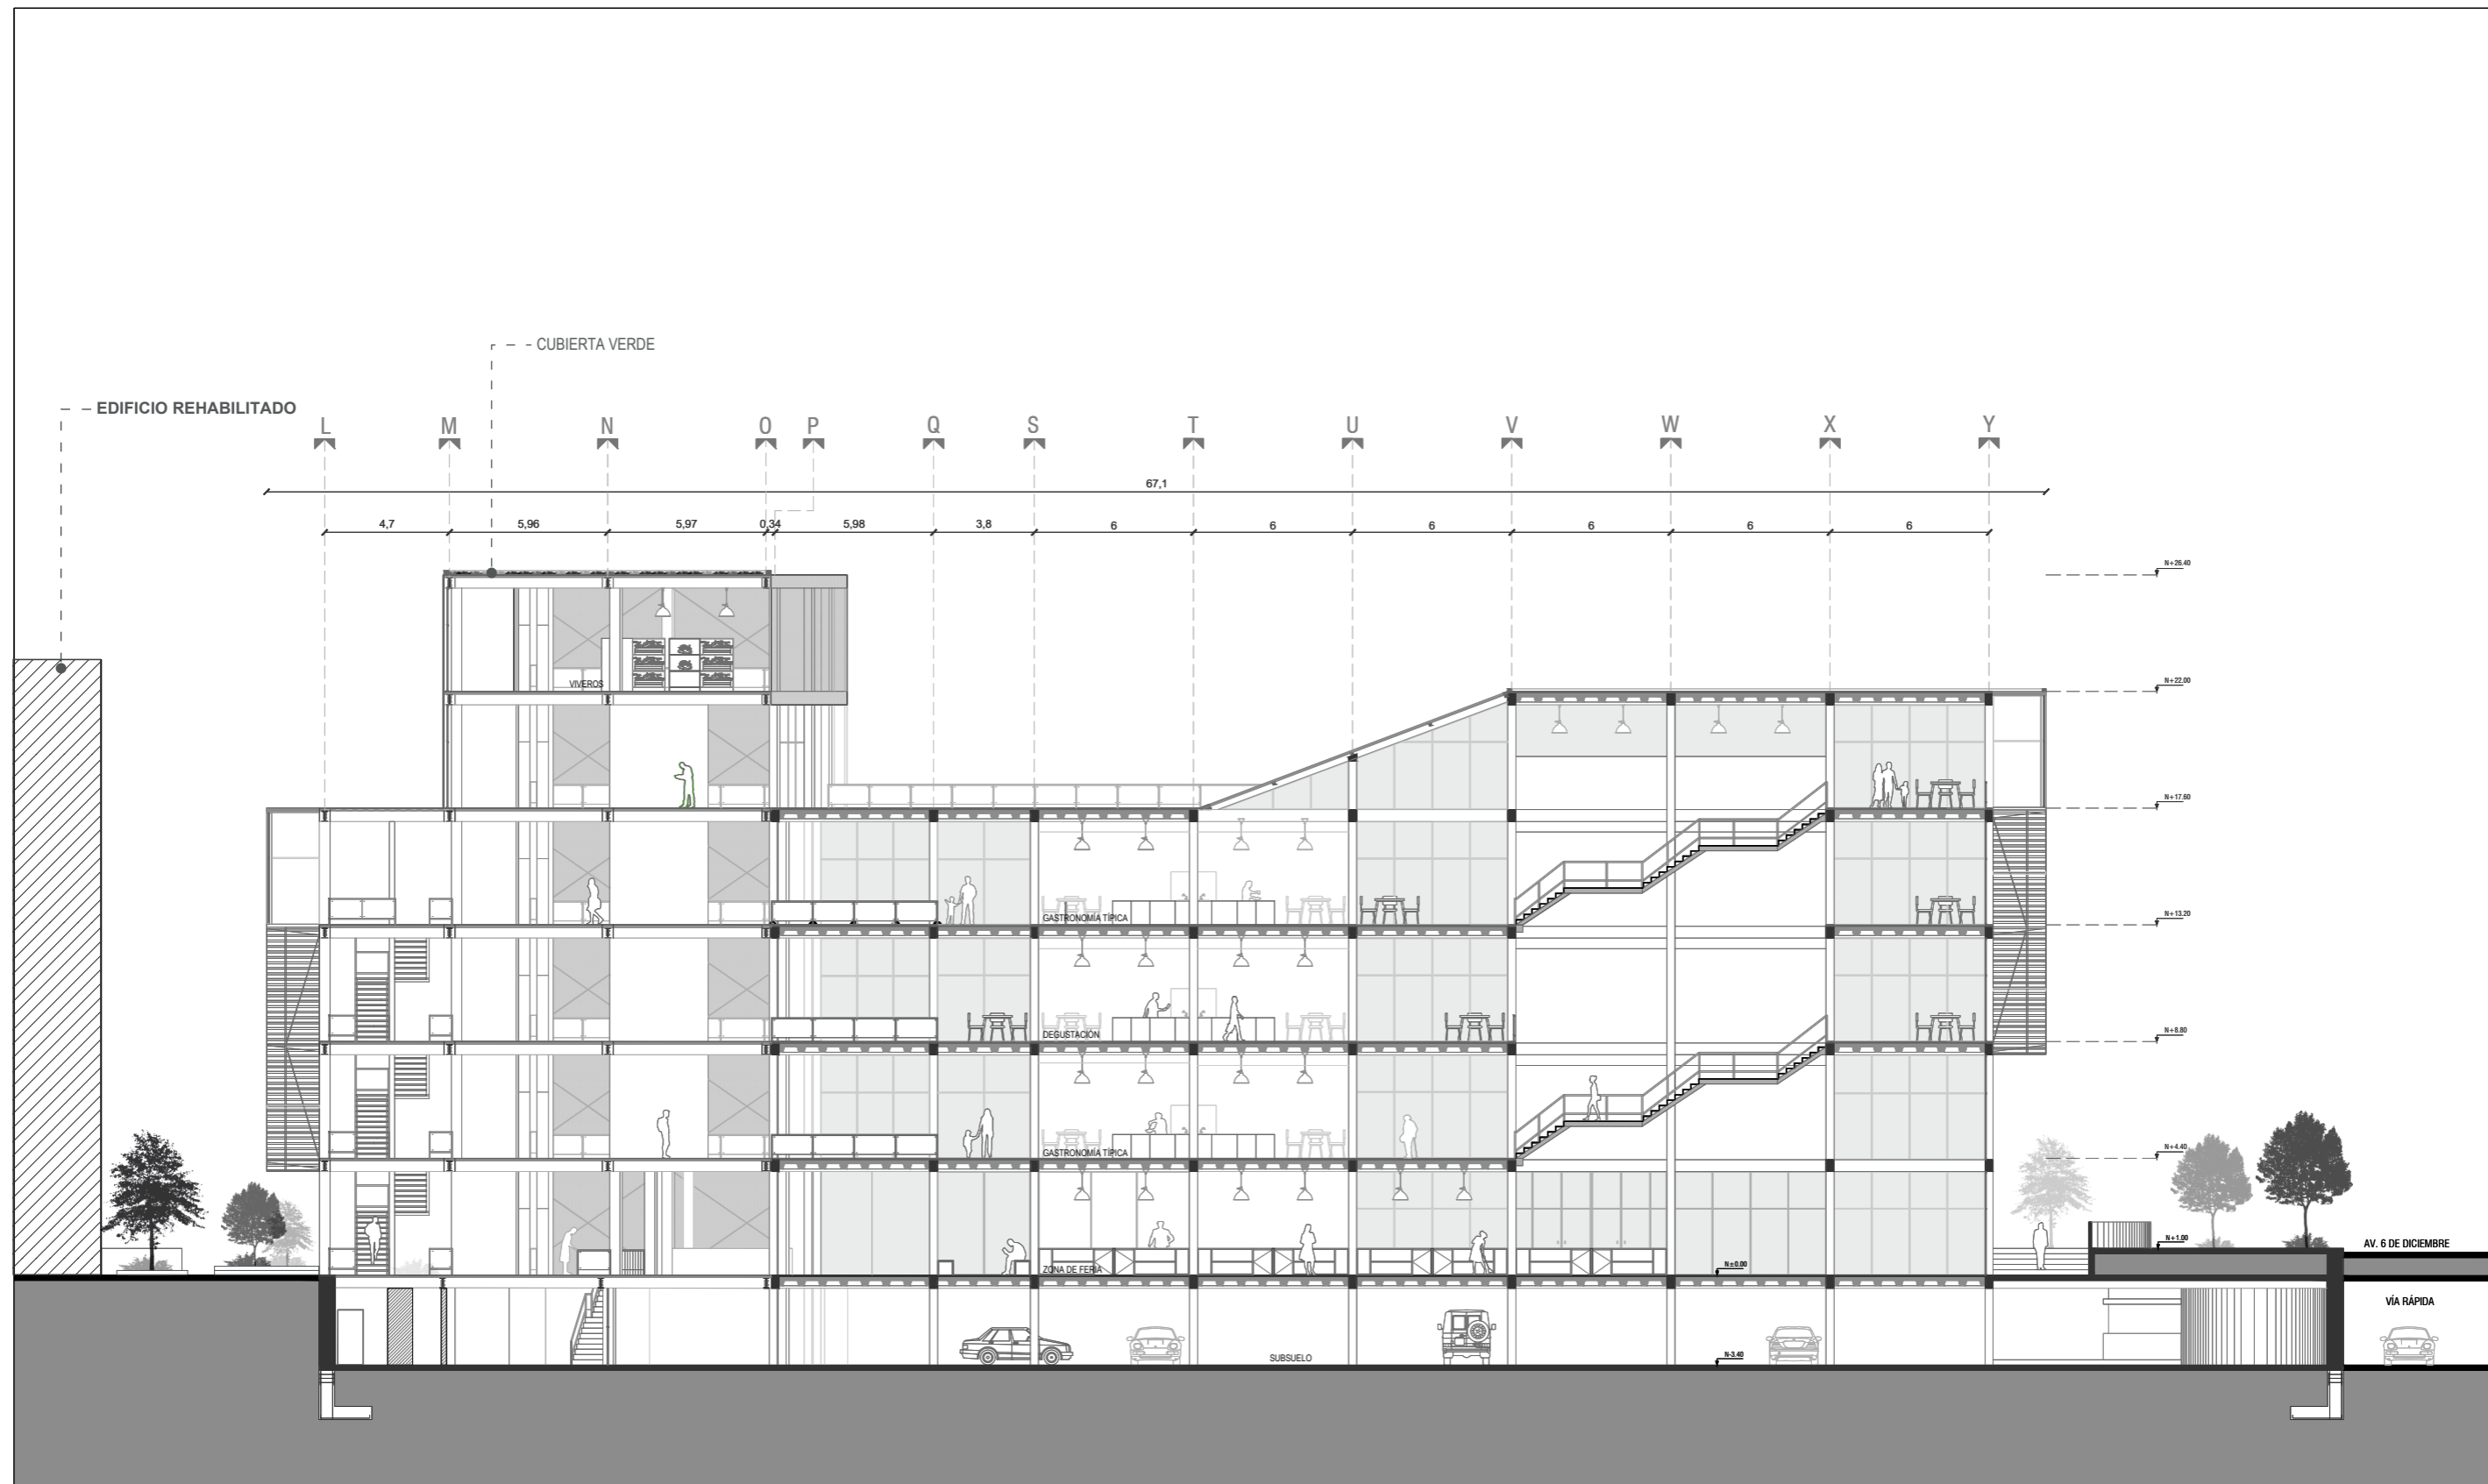 CUBIERTA VERDE
EDIFICIO REHABILITADO
L M N O P Q S T U V W X Y
67,1
4,7 5,96 5,97 0,34 5,98 3,8 6 6 6 6 6 6
N+26.40
VIVEROS
N+22.00
N+17.60
GASTRONOMÍA TÍPICA
N+13.20
DEGUSTACIÓN
N+8.80
GASTRONOMÍA TÍPICA
N+4.40
N+1.00
AV. 6 DE DICIEMBRE
ZONA DE FERIA
N±0.00
VÍA RÁPIDA
SUBSUELO
N-3.40